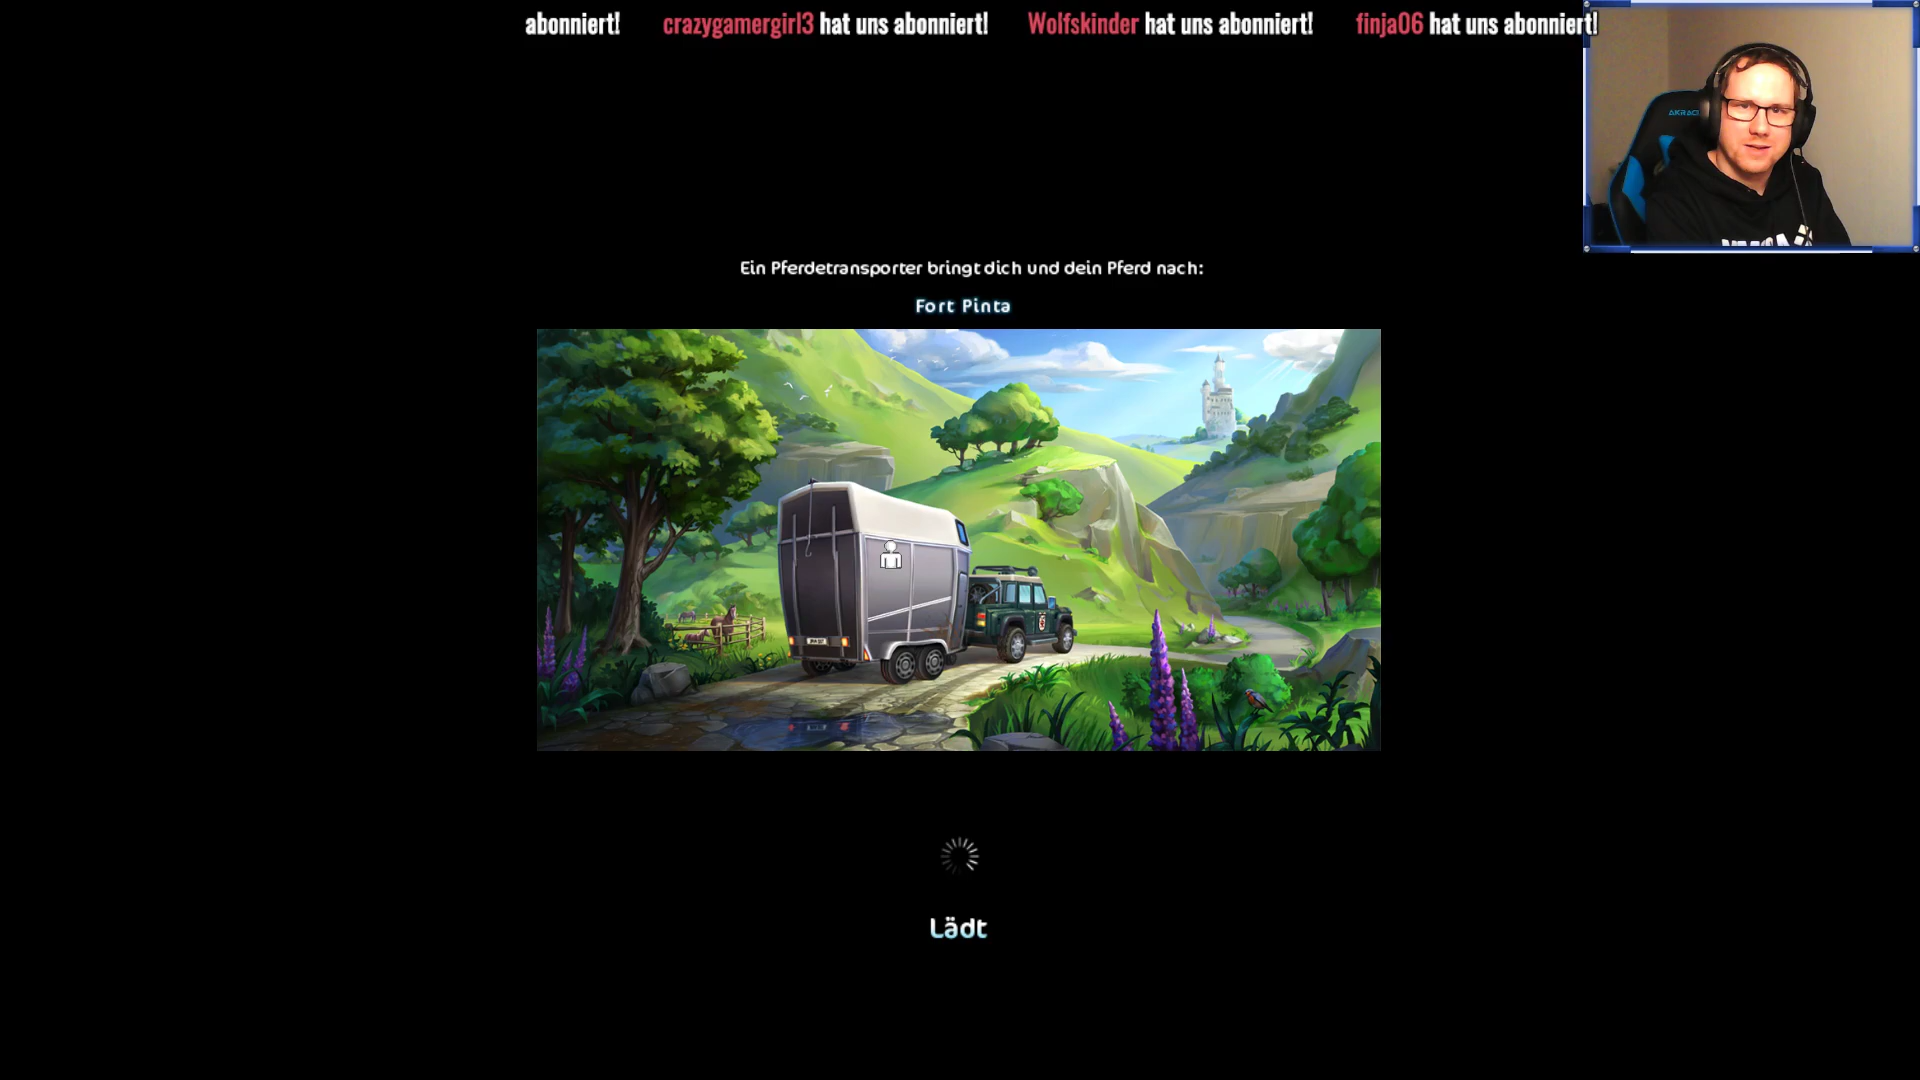 abonniert! crazygamergirl3 hat uns abonniert! Wolfskinder hat uns abonniert! finja06 hat uns abonniert!
Ein Pferdetransporter bringt dich und dein Pferd nach:
Fort Pinta
Lädt